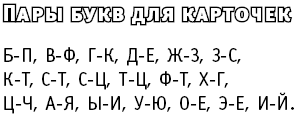 Пары букв для карточек
Б-П, В-Ф, Г-К, Д-Е, Ж-З, З-С,
К-Т, С-Т, С-Ц, Т-Ц, Ф-Т, Х-Г,
Ц-Ч, А-Я, Ы-И, У-Ю, О-Е, Э-Е, И-Й.